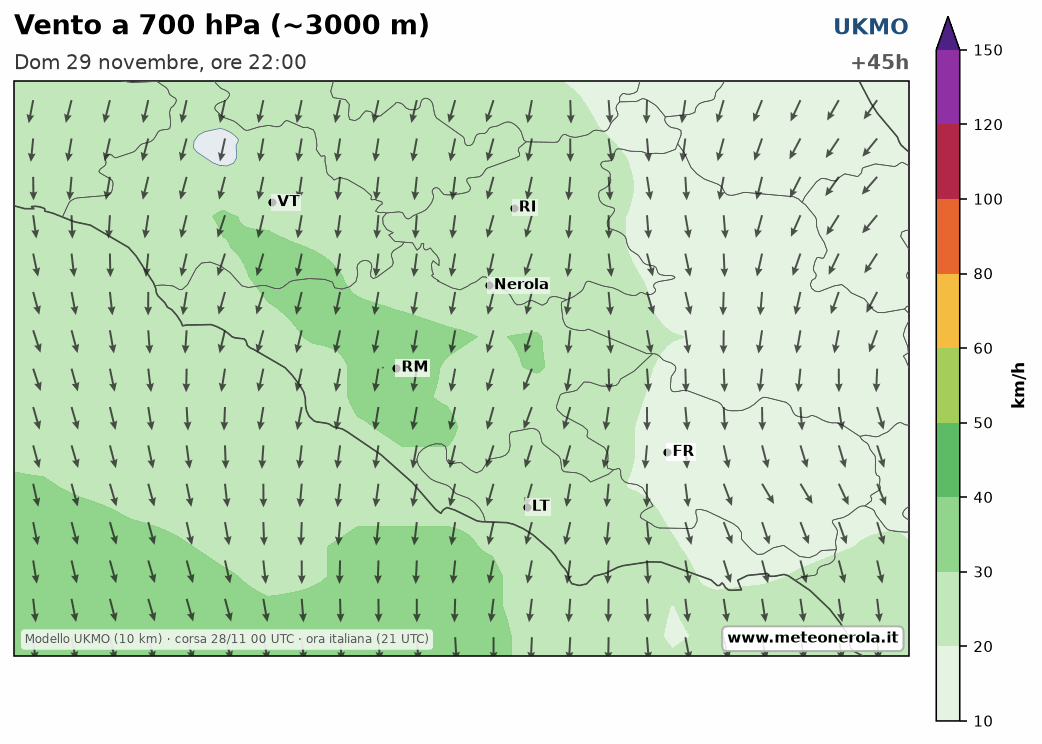 Vento a 700 hPa (~3000 m)
UKMO
Dom 29 novembre, ore 22:00
+45h
VT
RI
Nerola
RM
FR
LT
Modello UKMO (10 km) · corsa 28/11 00 UTC · ora italiana (21 UTC)
www.meteonerola.it
150
120
100
80
60
50
40
30
20
10
km/h